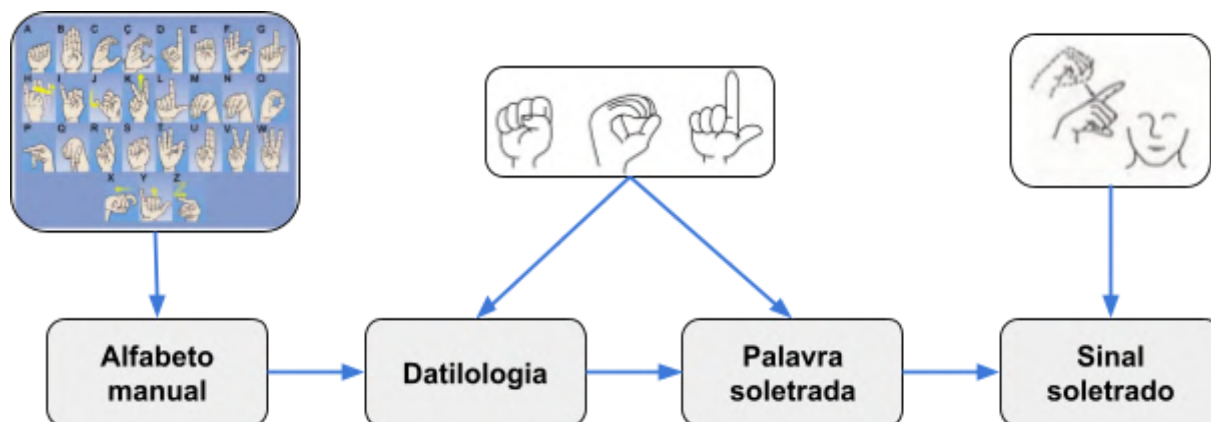 A B C Ç D E F G
H I J K L M N O
P Q R S T U V W
X Y Z
Alfabeto
manual
Datilologia
Palavra
soletrada
Sinal
soletrado